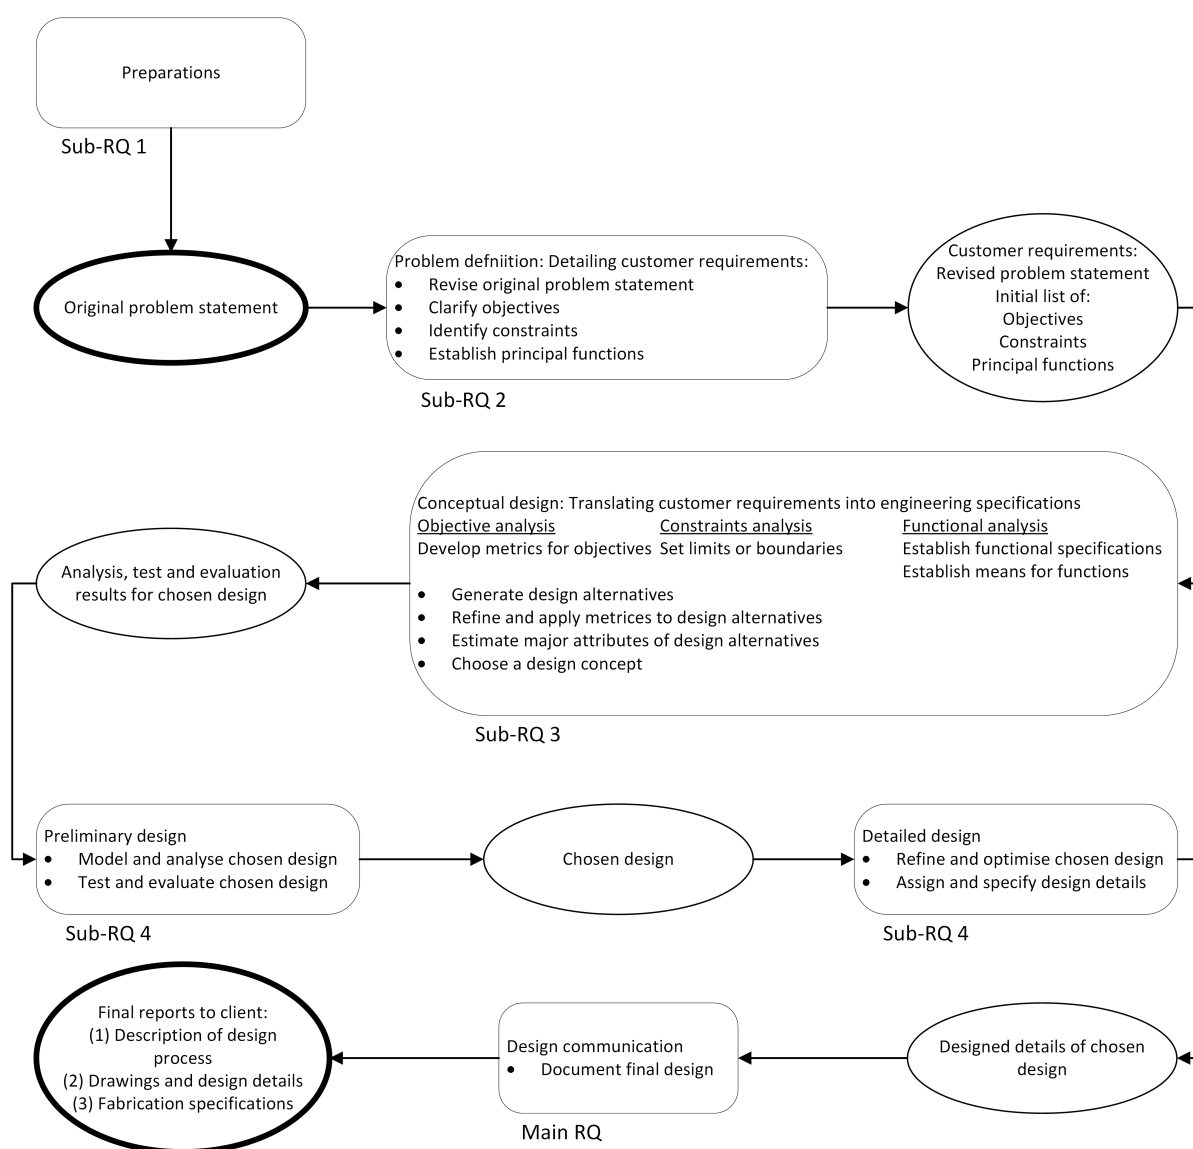 Preparations
Sub-RQ 1
Original problem statement
Problem defniition: Detailing customer requirements:
• Revise original problem statement
• Clarify objectives
• Identify constraints
• Establish principal functions
Sub-RQ 2
Customer requirements:
Revised problem statement
Initial list of:
Objectives
Constraints
Principal functions
Conceptual design: Translating customer requirements into engineering specifications
Objective analysis Constraints analysis Functional analysis
Develop metrics for objectives Set limits or boundaries Establish functional specifications
Establish means for functions
• Generate design alternatives
• Refine and apply metrices to design alternatives
• Estimate major attributes of design alternatives
• Choose a design concept
Sub-RQ 3
Analysis, test and evaluation
results for chosen design
Preliminary design
• Model and analyse chosen design
• Test and evaluate chosen design
Sub-RQ 4
Chosen design
Detailed design
• Refine and optimise chosen design
• Assign and specify design details
Sub-RQ 4
Designed details of chosen
design
Design communication
• Document final design
Main RQ
Final reports to client:
(1) Description of design
process
(2) Drawings and design details
(3) Fabrication specifications